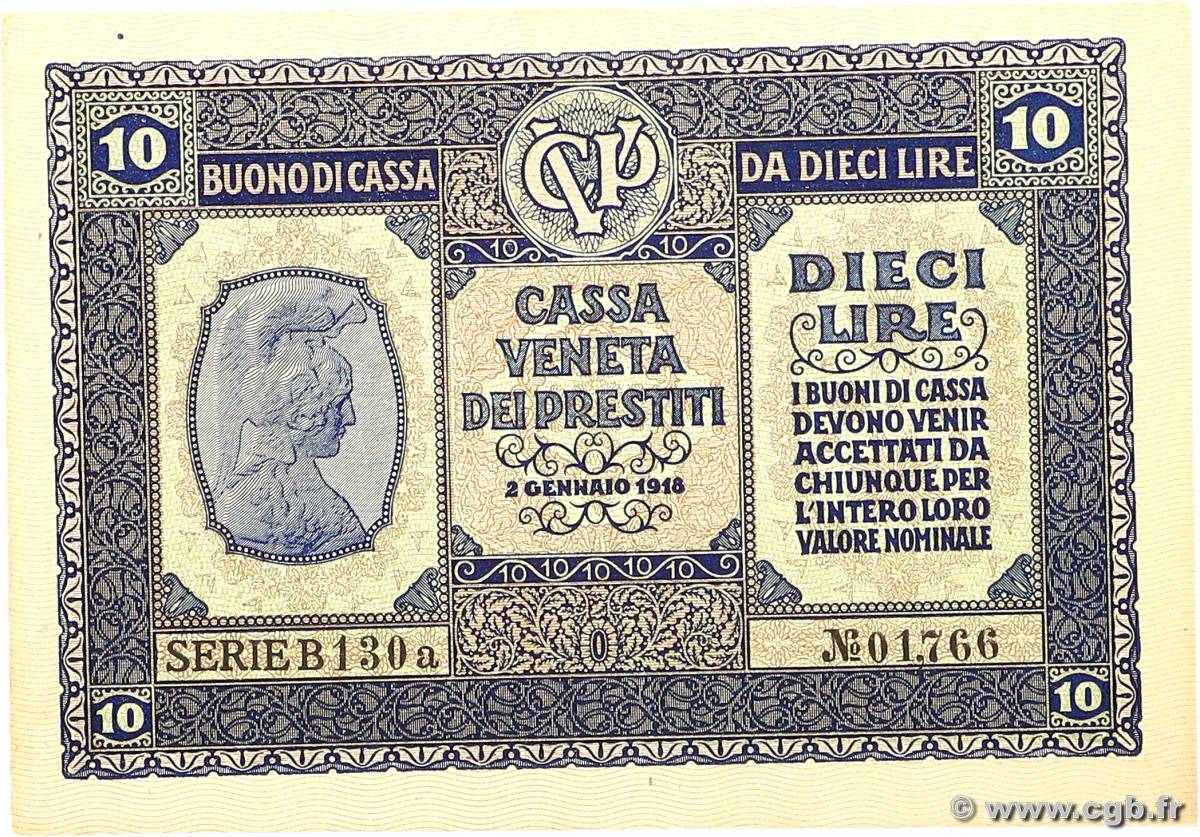 10
10
BUONO DI CASSA
CVP
DA DIECI LIRE
10
10
CASSA
VENETA
DEI PRESTITI
2 GENNAIO 1918
DIECI
LIRE
I BUONI DI CASSA
DEVONO VENIR
ACCETTATI DA
CHIUNQUE PER
L'INTERO LORO
VALORE NOMINALE
10 10 10 10 10
SERIE B 130a
0
№ 01,766
10
10
© www.cgb.fr